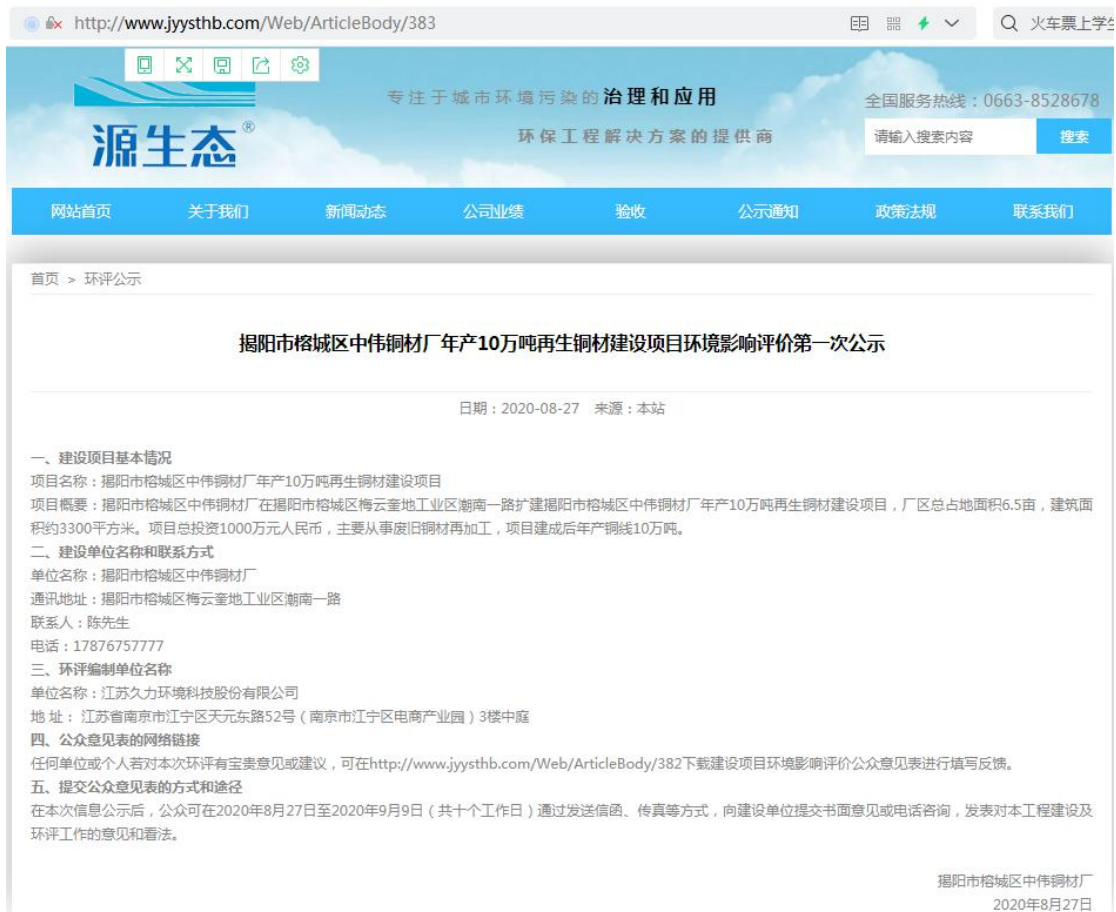 http://www.jyysthb.com/Web/ArticleBody/383
火车票上学生
专注于城市环境污染的治理和应用
全国服务热线：0663-8528678
源生态®
环保工程解决方案的提供商
请输入搜素内容
搜素
网站首页 关于我们 新闻动态 公司业绩 验收 公示通知 政策法规 联系我们
首页 > 环评公示
揭阳市榕城区中伟铜材厂年产10万吨再生铜材建设项目环境影响评价第一次公示
日期：2020-08-27 来源：本站
一、建设项目基本情况
项目名称：揭阳市榕城区中伟铜材厂年产10万吨再生铜材建设项目
项目概要：揭阳市榕城区中伟铜材厂在揭阳市榕城区梅云奎地工业区潮南一路扩建揭阳市榕城区中伟铜材厂年产10万吨再生铜材建设项目，厂区总占地面积6.5亩，建筑面
积约3300平方米。项目总投资1000万元人民币，主要从事废旧铜材再加工，项目建成后年产铜线10万吨。
二、建设单位名称和联系方式
单位名称：揭阳市榕城区中伟铜材厂
通讯地址：揭阳市榕城区梅云奎地工业区潮南一路
联系人：陈先生
电话：17876757777
三、环评编制单位名称
单位名称：江苏久力环境科技股份有限公司
地 址： 江苏省南京市江宁区天元东路52号（南京市江宁区电商产业园）3楼中庭
四、公众意见表的网络链接
任何单位或个人若对本次环评有宝贵意见或建议，可在http://www.jyysthb.com/Web/ArticleBody/382下载建设项目环境影响评价公众意见表进行填写反馈。
五、提交公众意见表的方式和途径
在本次信息公示后，公众可在2020年8月27日至2020年9月9日（共十个工作日）通过发送信函、传真等方式，向建设单位提交书面意见或电话咨询，发表对本工程建设及
环评工作的意见和看法。
揭阳市榕城区中伟铜材厂
2020年8月27日